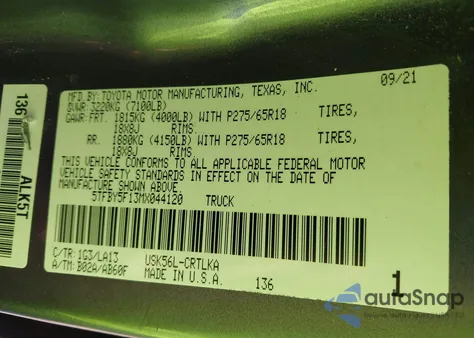 MFD. BY: TOYOTA MOTOR MANUFACTURING, TEXAS, INC. 09/21
GVWR: 3220KG (7100LB)
GAWR: FRT. 1815KG (4000LB) WITH P275/65R18 TIRES,
18X8J RIMS
RR. 1880KG (4150LB) WITH P275/65R18 TIRES,
18X8J RIMS
THIS VEHICLE CONFORMS TO ALL APPLICABLE FEDERAL MOTOR
VEHICLE SAFETY STANDARDS IN EFFECT ON THE DATE OF
MANUFACTURE SHOWN ABOVE.
5TFBY5F13MX044120 TRUCK
C/TR: 1G3/LA13 USK56L-CRTLKA
A/TM: B02A/AB60F MADE IN U.S.A. 136 1
136
ALK5T
autoSnap